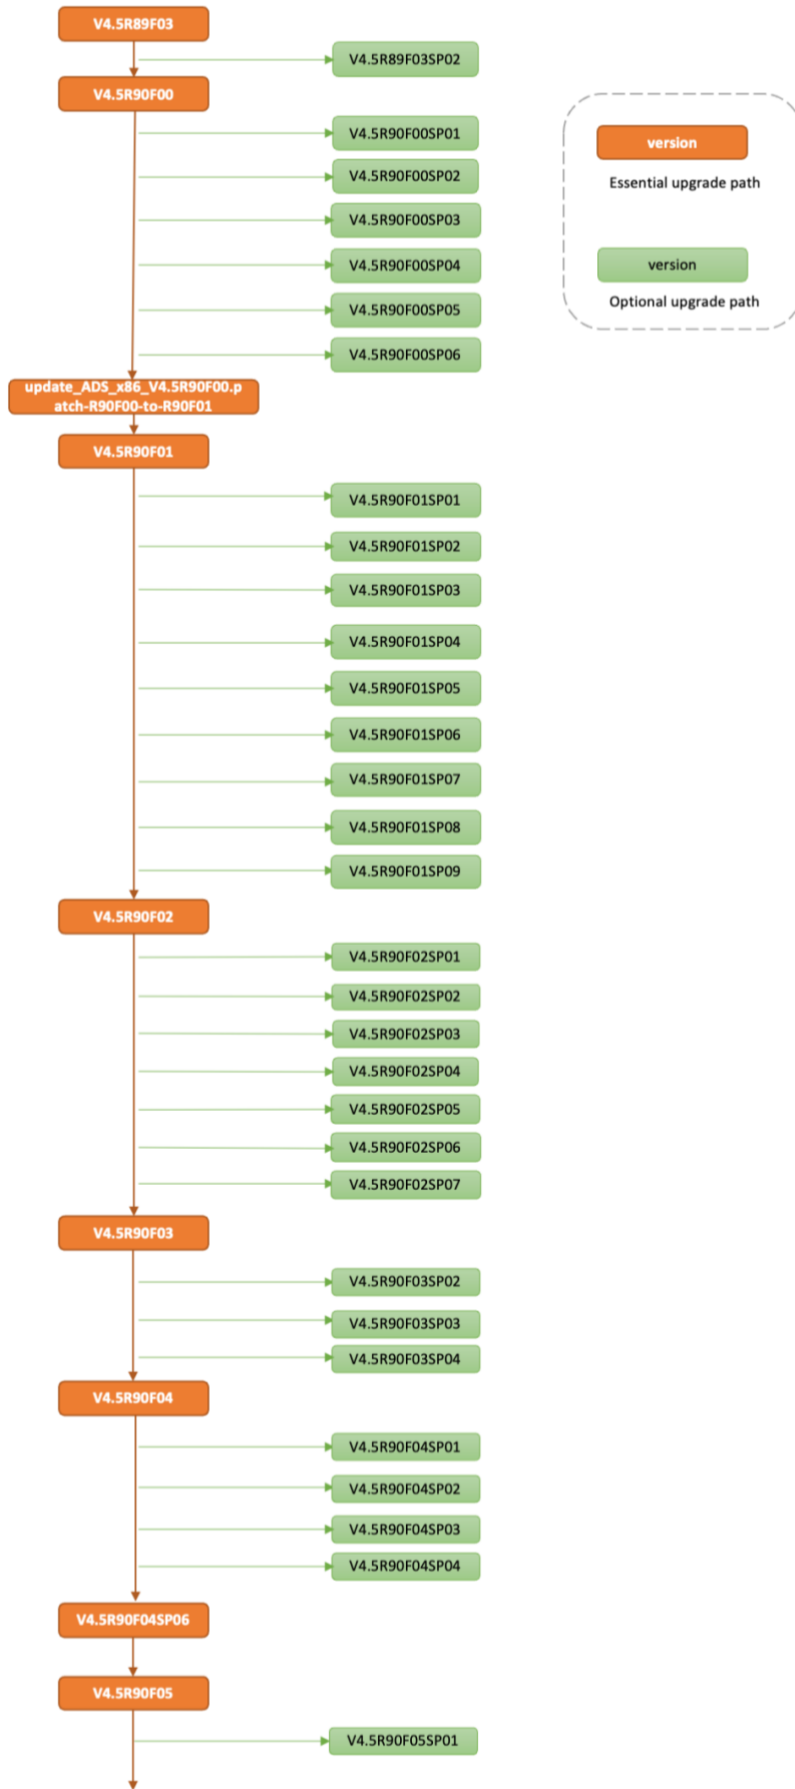 V4.5R89F03
V4.5R89F03SP02
V4.5R90F00
V4.5R90F00SP01
V4.5R90F00SP02
V4.5R90F00SP03
V4.5R90F00SP04
V4.5R90F00SP05
V4.5R90F00SP06
version
Essential upgrade path
version
Optional upgrade path
update_ADS_x86_V4.5R90F00.p
atch-R90F00-to-R90F01
V4.5R90F01
V4.5R90F01SP01
V4.5R90F01SP02
V4.5R90F01SP03
V4.5R90F01SP04
V4.5R90F01SP05
V4.5R90F01SP06
V4.5R90F01SP07
V4.5R90F01SP08
V4.5R90F01SP09
V4.5R90F02
V4.5R90F02SP01
V4.5R90F02SP02
V4.5R90F02SP03
V4.5R90F02SP04
V4.5R90F02SP05
V4.5R90F02SP06
V4.5R90F02SP07
V4.5R90F03
V4.5R90F03SP02
V4.5R90F03SP03
V4.5R90F03SP04
V4.5R90F04
V4.5R90F04SP01
V4.5R90F04SP02
V4.5R90F04SP03
V4.5R90F04SP04
V4.5R90F04SP06
V4.5R90F05
V4.5R90F05SP01